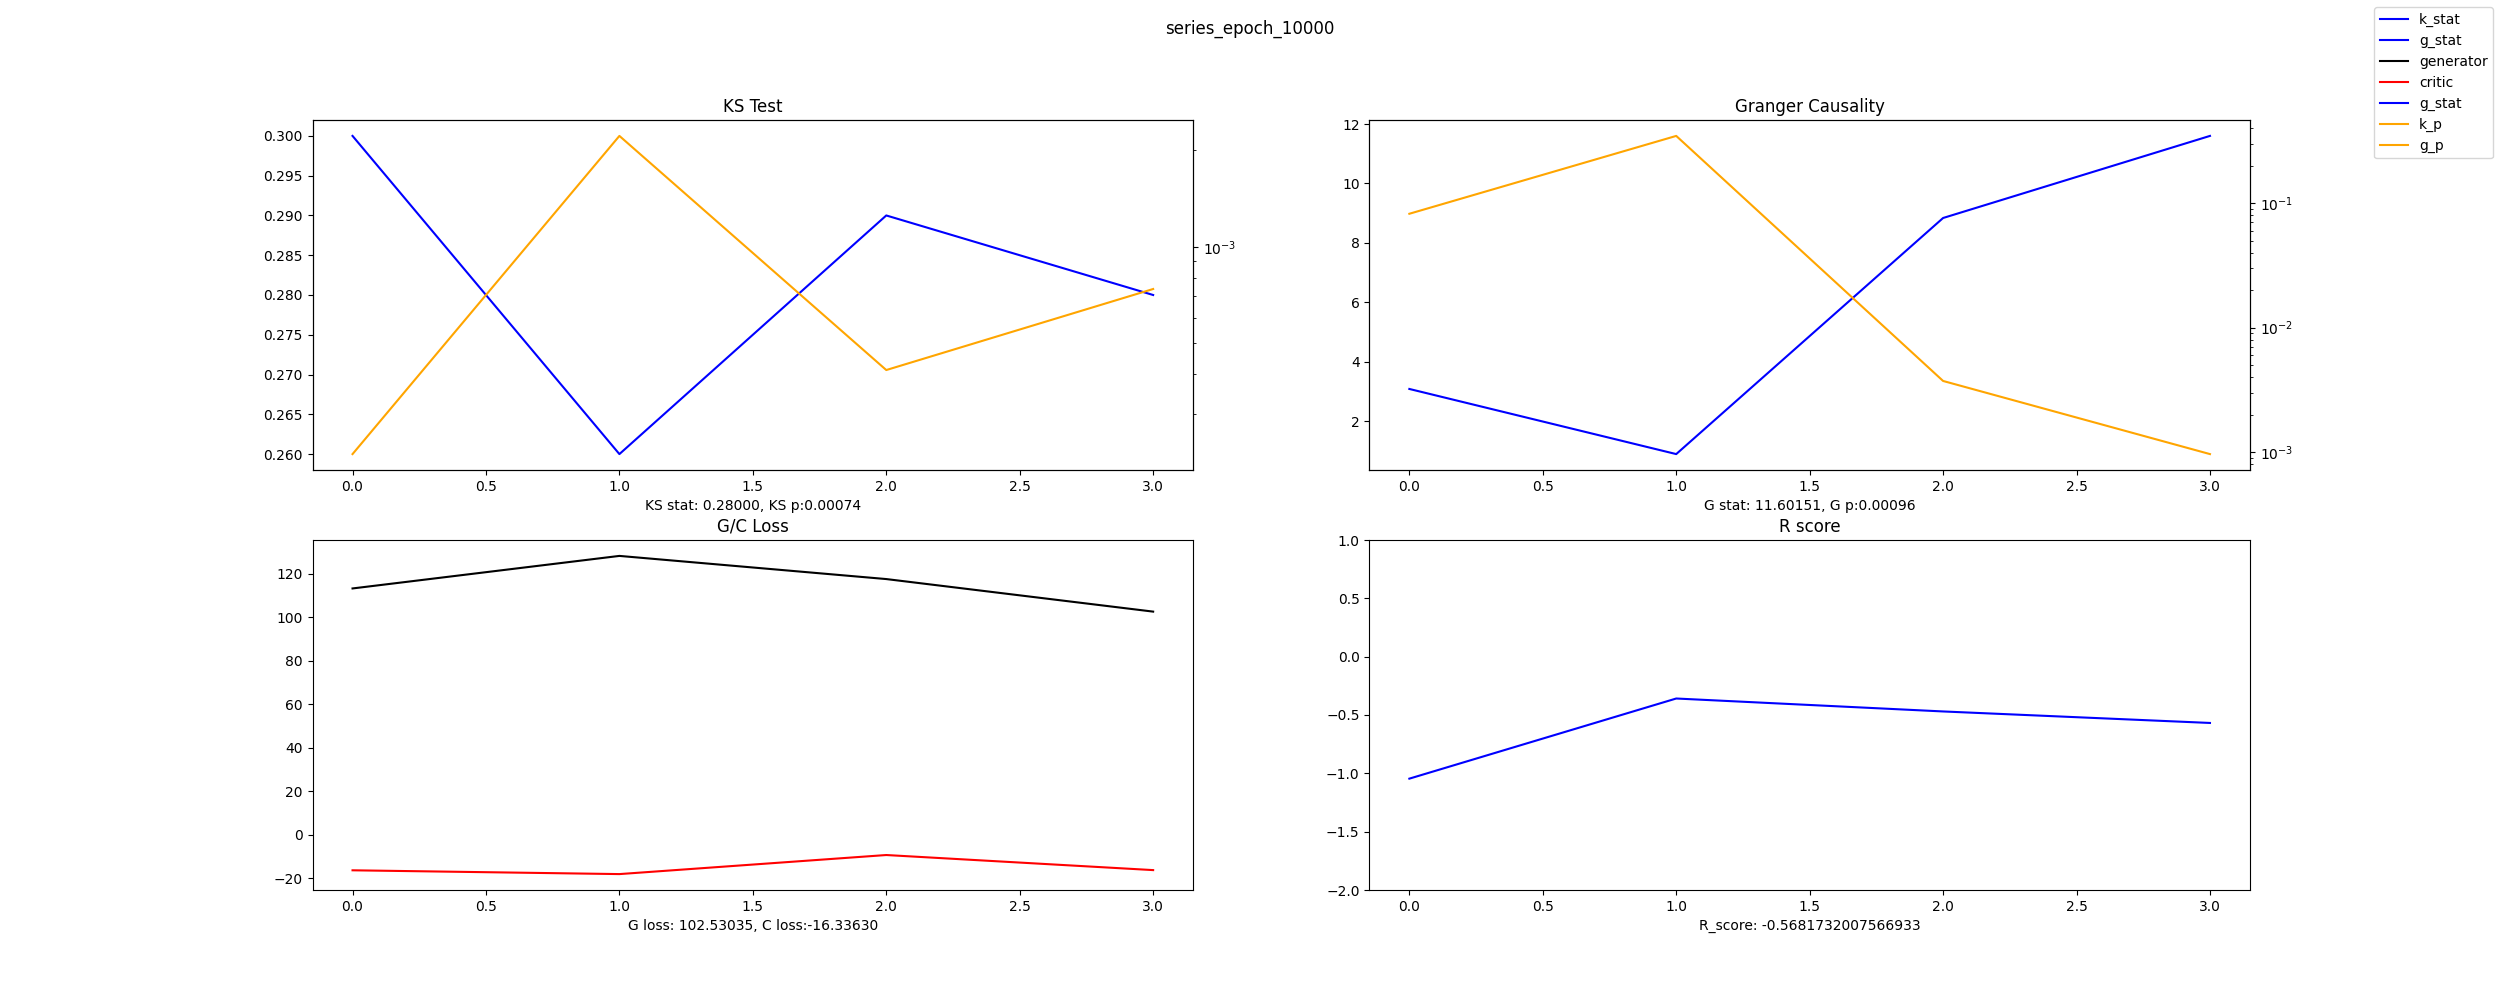 series_epoch_10000
k_stat
g_stat
generator
critic
g_stat
k_p
g_p
KS Test
0.300
0.295
0.290
0.285
0.280
0.275
0.270
0.265
0.260
10⁻³
0.0 0.5 1.0 1.5 2.0 2.5 3.0
KS stat: 0.28000, KS p:0.00074
Granger Causality
12
10
8
6
4
2
10⁻¹
10⁻²
10⁻³
0.0 0.5 1.0 1.5 2.0 2.5 3.0
G stat: 11.60151, G p:0.00096
G/C Loss
120
100
80
60
40
20
0
−20
0.0 0.5 1.0 1.5 2.0 2.5 3.0
G loss: 102.53035, C loss:-16.33630
R score
1.0
0.5
0.0
−0.5
−1.0
−1.5
−2.0
0.0 0.5 1.0 1.5 2.0 2.5 3.0
R_score: -0.5681732007566933